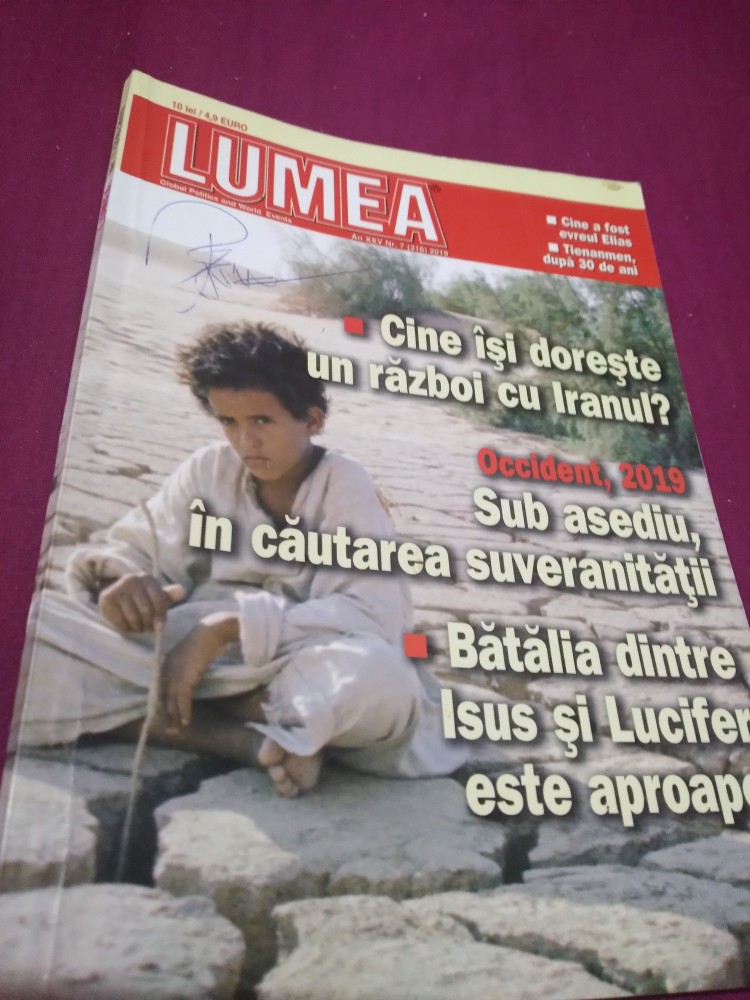 10 lei / 4,9 EURO
LUMEA®
Global Politics and World Events
An XXV Nr. 7 (315) 2019
■ Cine a fost
evreul Elias
■ Tienanmen,
după 30 de ani
■ Cine îşi doreşte
un război cu Iranul?
Occident, 2019
Sub asediu,
în căutarea suveranităţii
■ Bătălia dintre
Isus şi Lucifer
este aproape